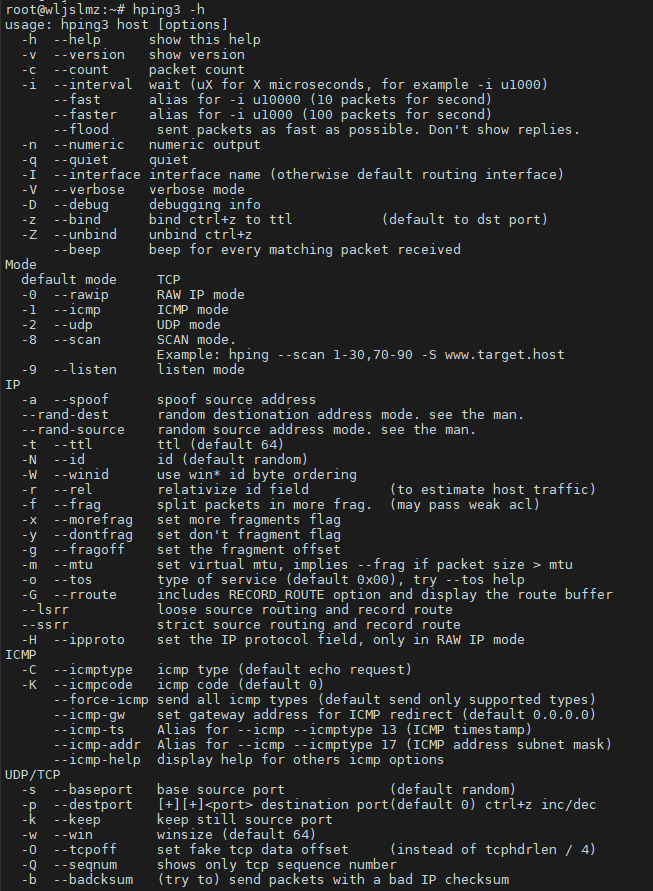 root@wljslmz:~# hping3 -h
usage: hping3 host [options]
  -h  --help      show this help
  -v  --version   show version
  -c  --count     packet count
  -i  --interval  wait (uX for X microseconds, for example -i u1000)
      --fast      alias for -i u10000 (10 packets for second)
      --faster    alias for -i u1000 (100 packets for second)
      --flood      sent packets as fast as possible. Don't show replies.
  -n  --numeric   numeric output
  -q  --quiet     quiet
  -I  --interface interface name (otherwise default routing interface)
  -V  --verbose   verbose mode
  -D  --debug     debugging info
  -z  --bind      bind ctrl+z to ttl           (default to dst port)
  -Z  --unbind    unbind ctrl+z
      --beep      beep for every matching packet received
Mode
  default mode     TCP
  -0  --rawip      RAW IP mode
  -1  --icmp       ICMP mode
  -2  --udp        UDP mode
  -8  --scan       SCAN mode.
                   Example: hping --scan 1-30,70-90 -S www.target.host
  -9  --listen     listen mode
IP
  -a  --spoof      spoof source address
  --rand-dest      random destionation address mode. see the man.
  --rand-source    random source address mode. see the man.
  -t  --ttl        ttl (default 64)
  -N  --id         id (default random)
  -W  --winid      use win* id byte ordering
  -r  --rel        relativize id field          (to estimate host traffic)
  -f  --frag       split packets in more frag.  (may pass weak acl)
  -x  --morefrag   set more fragments flag
  -y  --dontfrag   set don't fragment flag
  -g  --fragoff    set the fragment offset
  -m  --mtu        set virtual mtu, implies --frag if packet size > mtu
  -o  --tos        type of service (default 0x00), try --tos help
  -G  --rroute     includes RECORD_ROUTE option and display the route buffer
  --lsrr           loose source routing and record route
  --ssrr           strict source routing and record route
  -H  --ipproto    set the IP protocol field, only in RAW IP mode
ICMP
  -C  --icmptype   icmp type (default echo request)
  -K  --icmpcode   icmp code (default 0)
      --force-icmp send all icmp types (default send only supported types)
      --icmp-gw    set gateway address for ICMP redirect (default 0.0.0.0)
      --icmp-ts    Alias for --icmp --icmptype 13 (ICMP timestamp)
      --icmp-addr  Alias for --icmp --icmptype 17 (ICMP address subnet mask)
      --icmp-help  display help for others icmp options
UDP/TCP
  -s  --baseport   base source port             (default random)
  -p  --destport   [+][+]<port> destination port(default 0) ctrl+z inc/dec
  -k  --keep       keep still source port
  -w  --win        winsize (default 64)
  -O  --tcpoff     set fake tcp data offset     (instead of tcphdrlen / 4)
  -Q  --seqnum     shows only tcp sequence number
  -b  --badcksum   (try to) send packets with a bad IP checksum